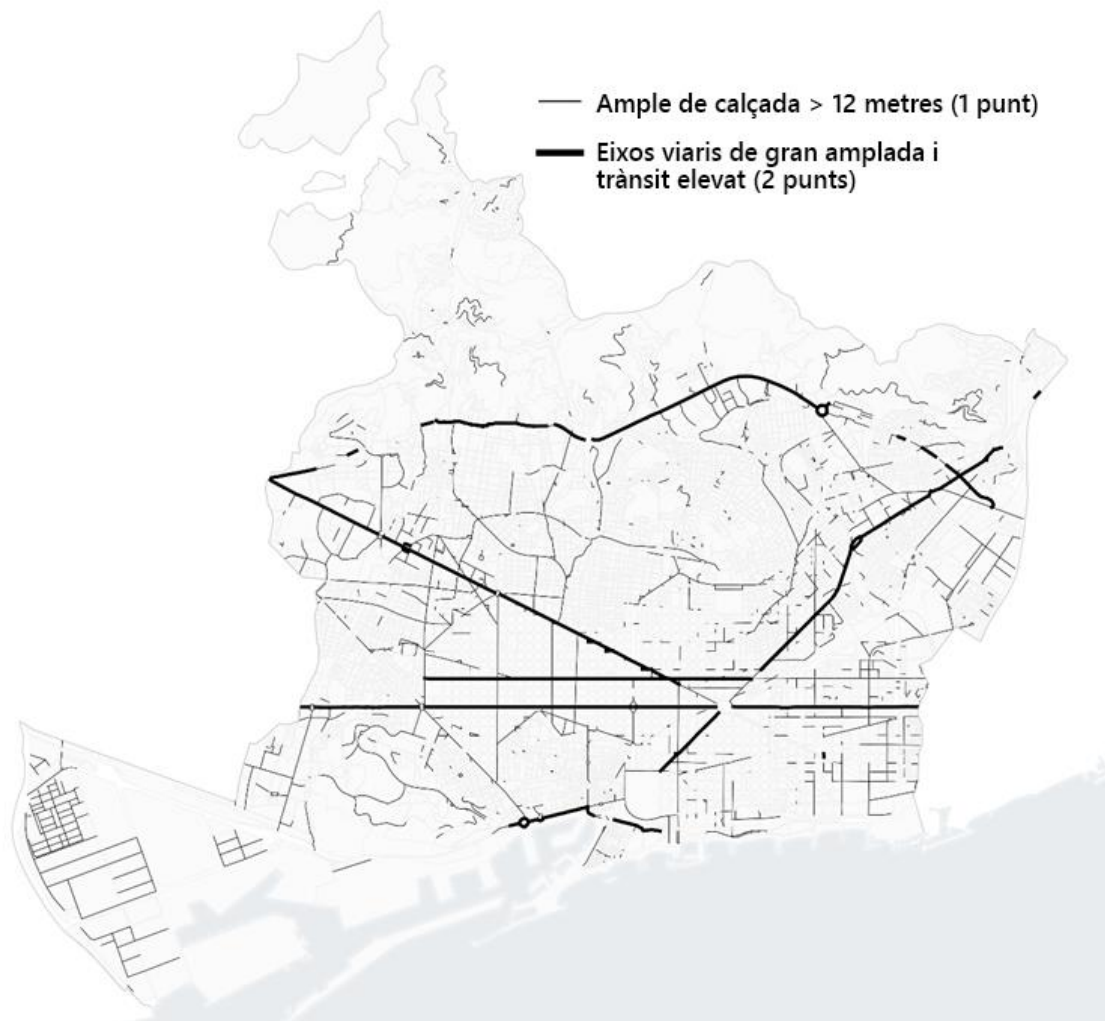 Ample de calçada > 12 metres (1 punt)
Eixos viaris de gran amplada i
trànsit elevat (2 punts)